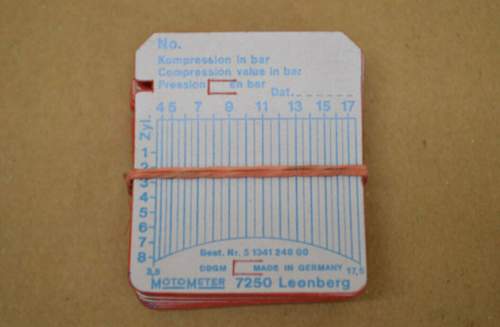 No.
Kompression in bar
Compression value in bar
Pression en bar
Dat.
4 5 7 9 11 13 15 17
Zyl.
1
2
3
4
5
6
7
8
3,5 17,5
Best. Nr. 5 1341 246 00
DBGM MADE IN GERMANY
MOTOMETER 7250 Leonberg